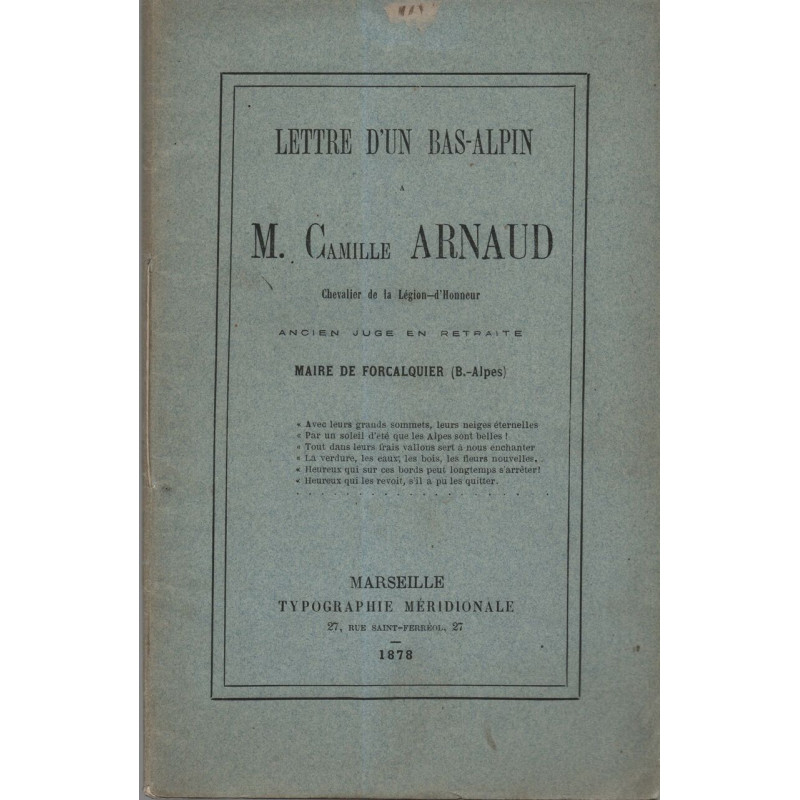 LETTRE D'UN BAS-ALPIN
A
M. CAMILLE ARNAUD
Chevalier de la Légion-d'Honneur
ANCIEN JUGE EN RETRAITE
MAIRE DE FORCALQUIER (B.-Alpes)
« Avec leurs grands sommets, leurs neiges éternelles
« Par un soleil d'été que les Alpes sont belles !
« Tout dans leurs frais vallons sert à nous enchanter
« La verdure, les eaux, les bois, les fleurs nouvelles,
« Heureux qui sur ces bords peut longtemps s'arrêter!
« Heureux qui les revoit, s'il a pu les quitter.
MARSEILLE
TYPOGRAPHIE MÉRIDIONALE
27, RUE SAINT-FERRÉOL, 27
1878